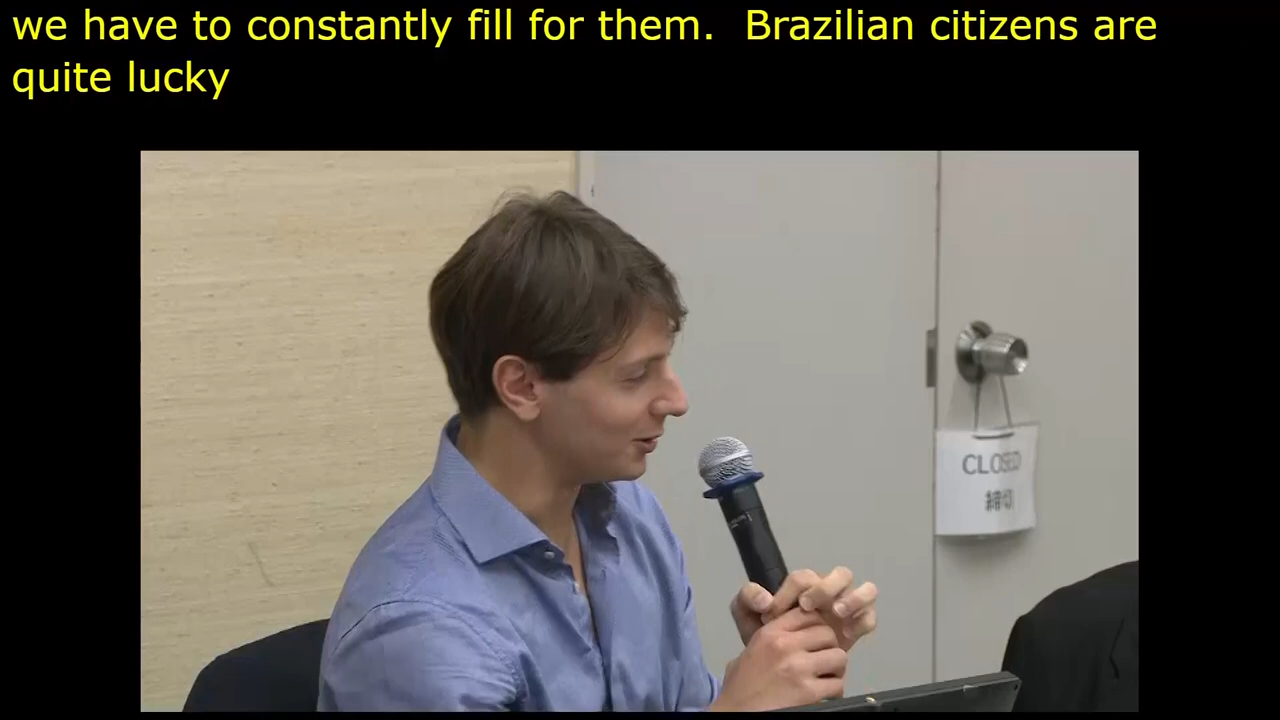 we have to constantly fill for them.  Brazilian citizens are
quite lucky
CLOSED
締切